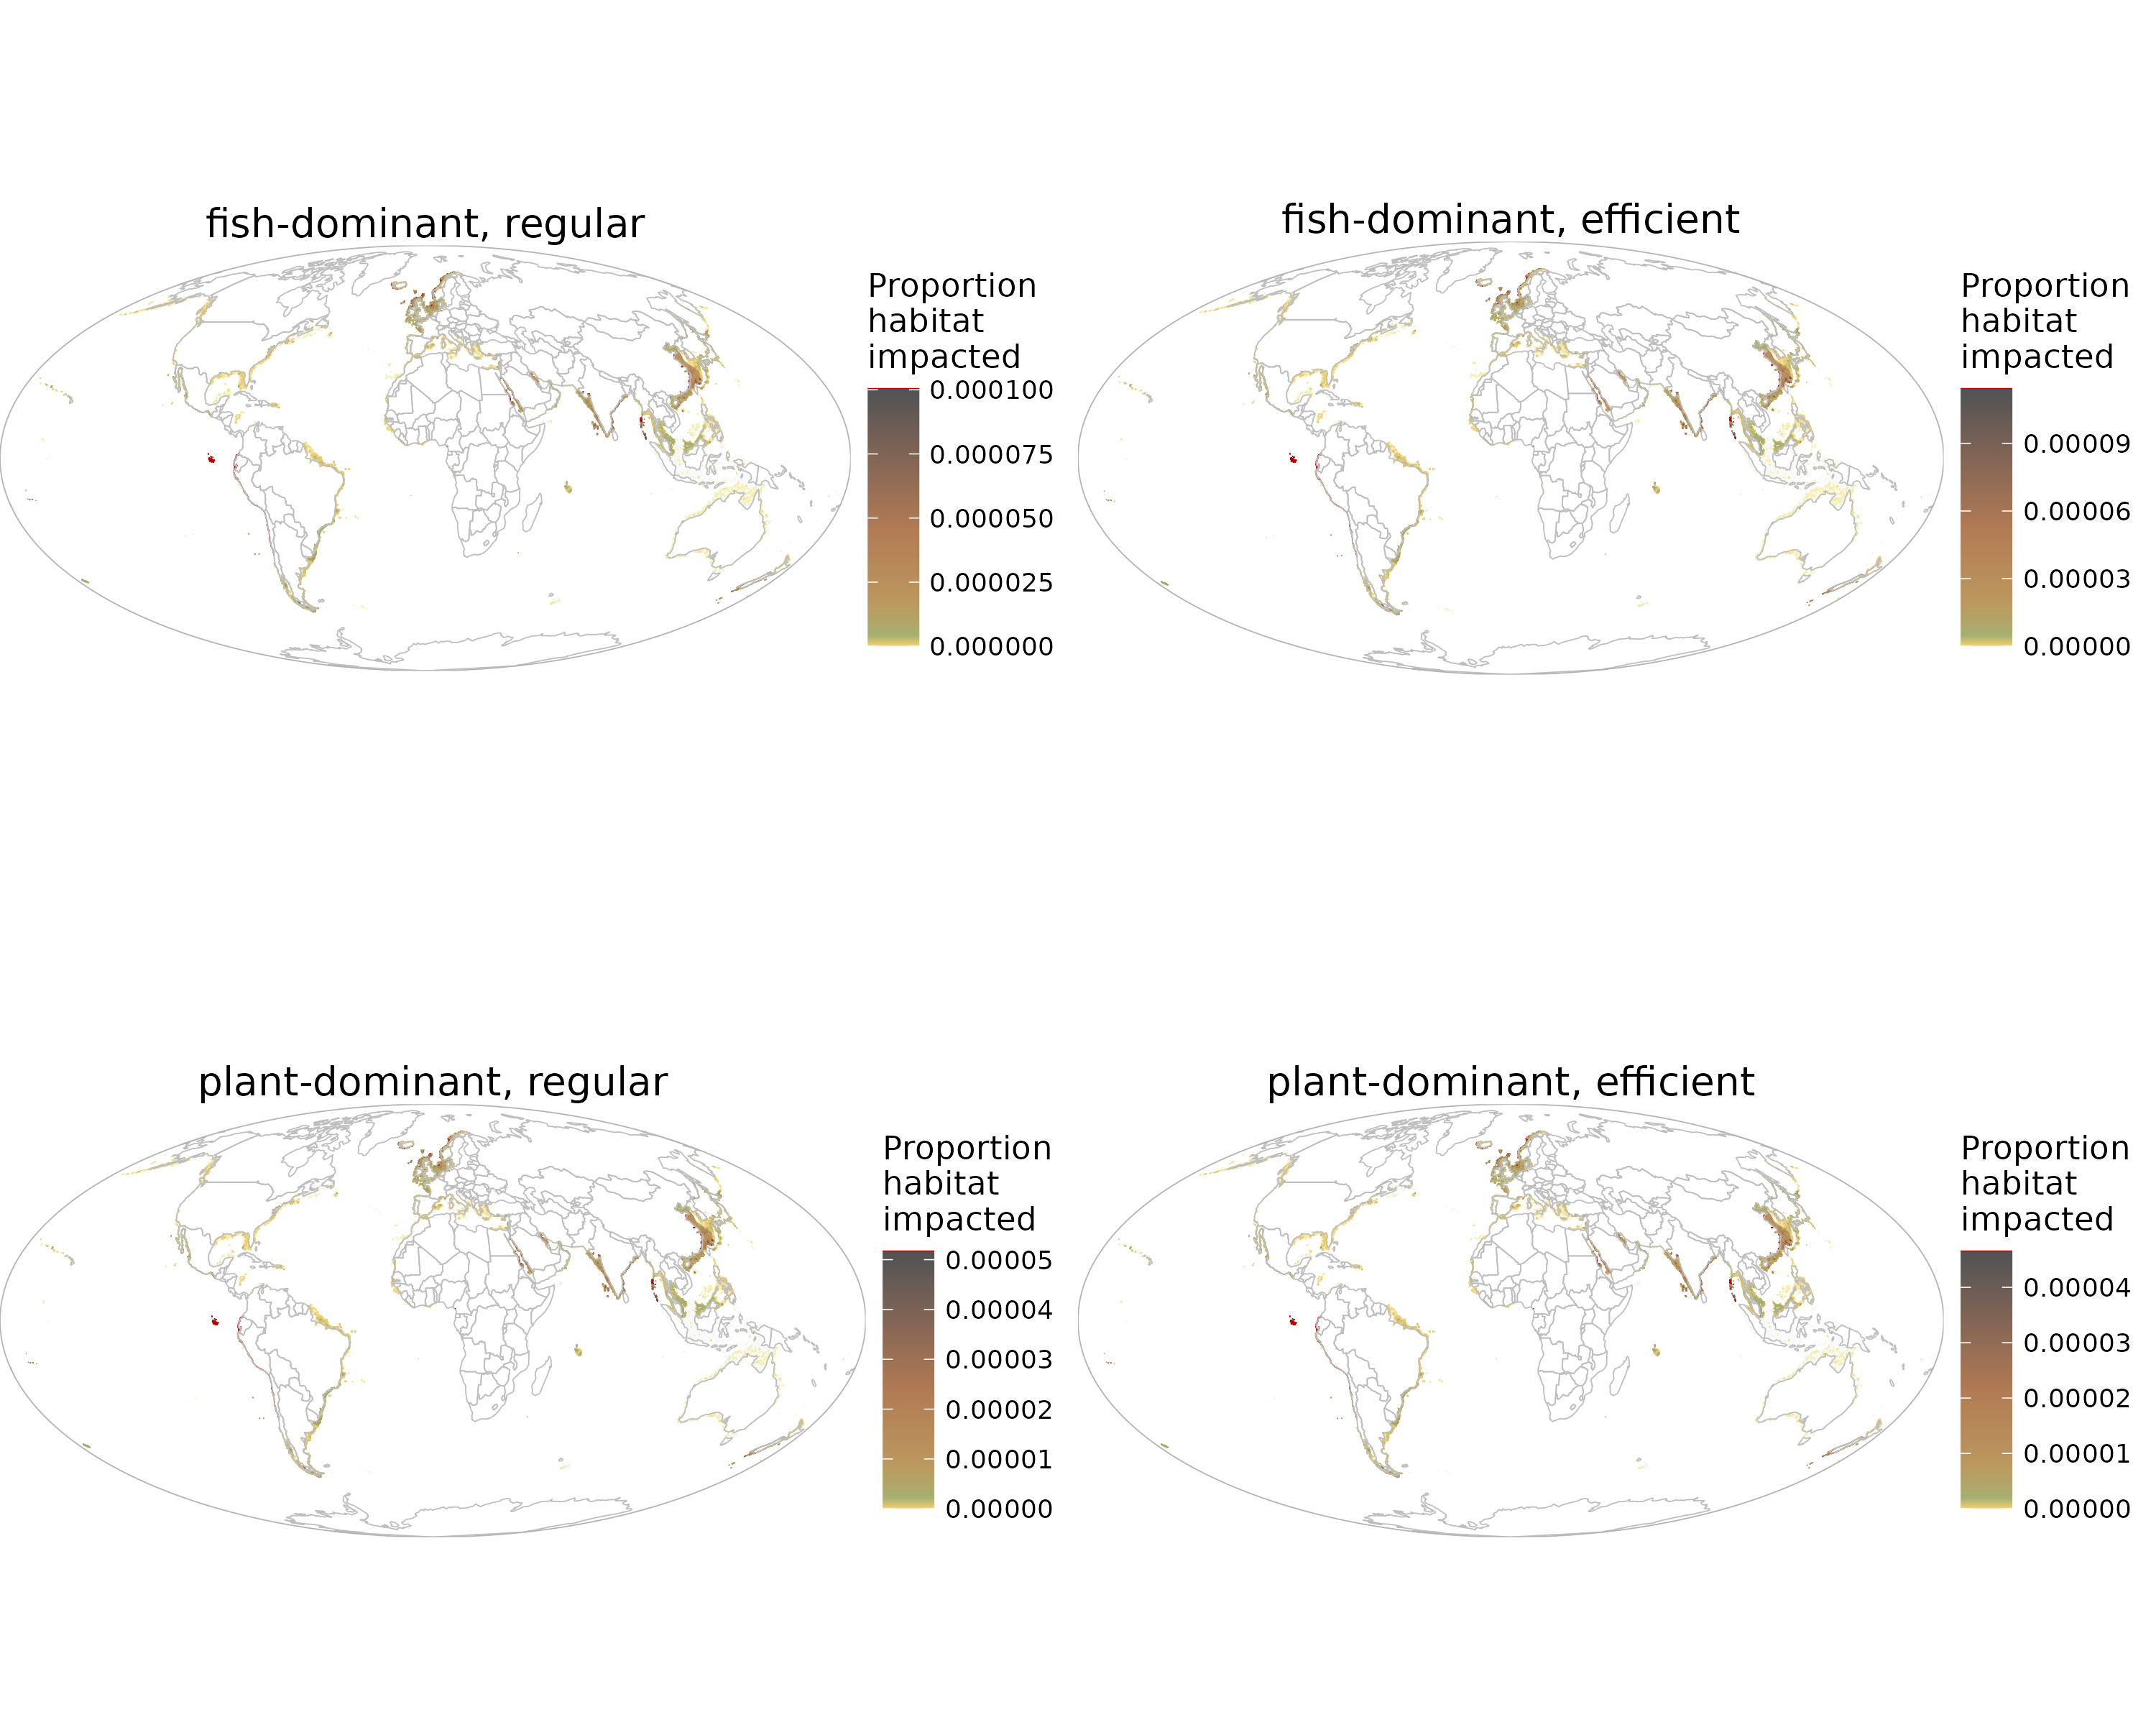 fish-dominant, regular
Proportion
habitat
impacted
0.000100
0.000075
0.000050
0.000025
0.000000
fish-dominant, efficient
Proportion
habitat
impacted
0.00009
0.00006
0.00003
0.00000
plant-dominant, regular
Proportion
habitat
impacted
0.00005
0.00004
0.00003
0.00002
0.00001
0.00000
plant-dominant, efficient
Proportion
habitat
impacted
0.00004
0.00003
0.00002
0.00001
0.00000